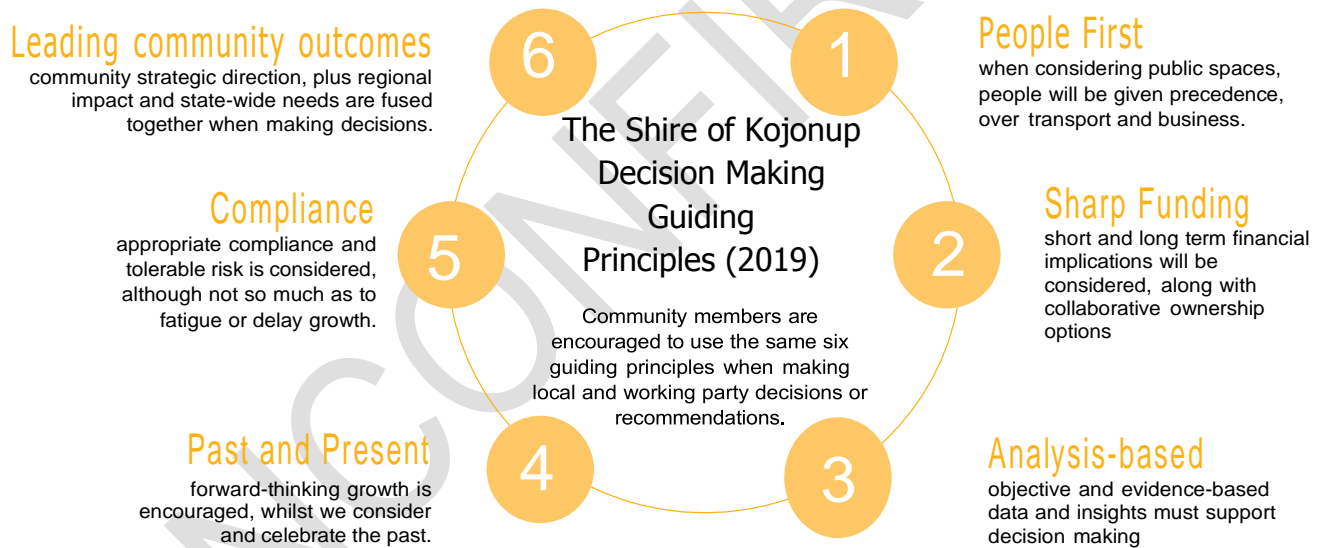 The Shire of Kojonup
Decision Making
Guiding
Principles (2019)
Community members are
encouraged to use the same six
guiding principles when making
local and working party decisions or
recommendations.
1
People First
when considering public spaces,
people will be given precedence,
over transport and business.
2
Sharp Funding
short and long term financial
implications will be
considered, along with
collaborative ownership
options
3
Analysis-based
objective and evidence-based
data and insights must support
decision making
4
Past and Present
forward-thinking growth is
encouraged, whilst we consider
and celebrate the past.
5
Compliance
appropriate compliance and
tolerable risk is considered,
although not so much as to
fatigue or delay growth.
6
Leading community outcomes
community strategic direction, plus regional
impact and state-wide needs are fused
together when making decisions.